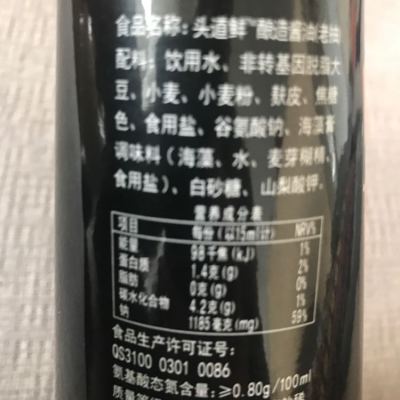 食品名称：头道鲜™酿造酱油(老抽
配料：饮用水、非转基因脱脂大
豆、小麦、小麦粉、麸皮、焦糖
色、食用盐、谷氨酸钠、海藻膏
调味料（海藻、水、麦芽糊精、
食用盐）、白砂糖、山梨酸钾。
营养成分表
项目 每份(以15ml计) NRV%
能量 98千焦(kJ) 1%
蛋白质 1.4克(g) 2%
脂肪 0克(g) 0%
碳水化合物 4.2克(g) 1%
钠 1185毫克(mg) 59%
食品生产许可证号：
QS3100 0301 0086
氨基酸态氮含量：≥0.80g/100ml